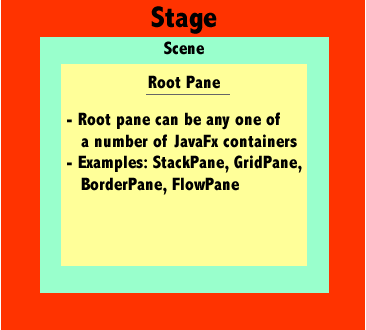 Stage
Scene
Root Pane
- Root pane can be any one of
a number of JavaFx containers
- Examples: StackPane, GridPane,
BorderPane, FlowPane